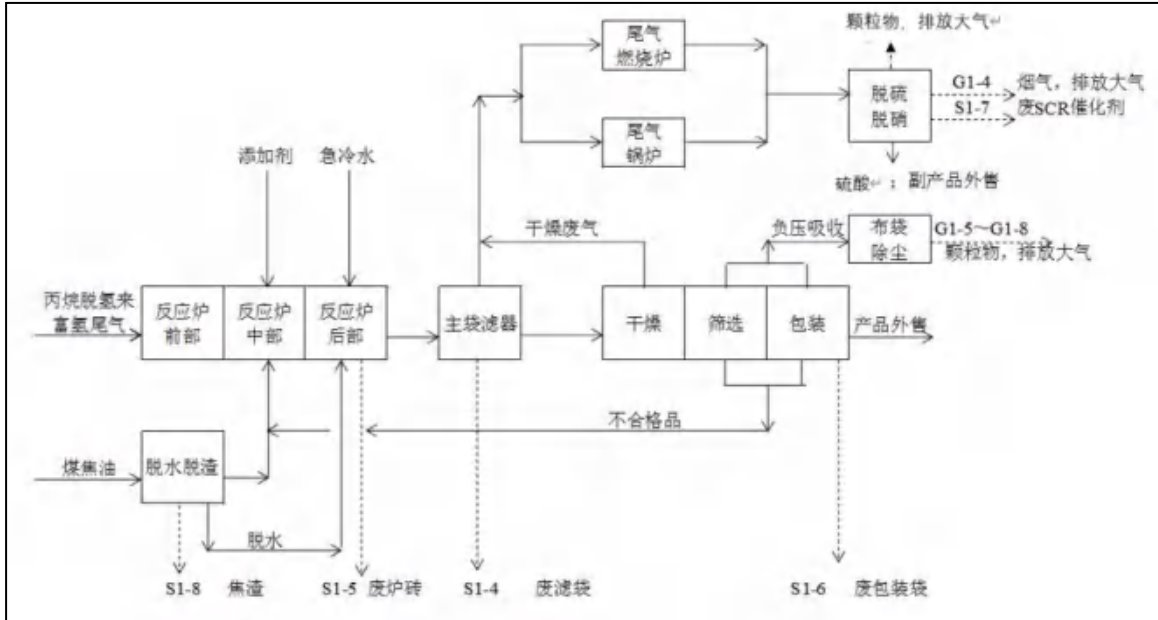 颗粒物，排放大气↵
尾气
燃烧炉
G1-4 烟气，排放大气
脱硫
脱硝
S1-7 废SCR催化剂
尾气
锅炉
添加剂 急冷水
硫酸↵；副产品外售
干燥废气
负压吸收
布袋
除尘
G1-5～G1-8
颗粒物，排放大气
丙烷脱氢来
富氢尾气
反应炉
前部
反应炉
中部
反应炉
后部
主袋滤器
干燥
筛选
包装
产品外售
不合格品
煤焦油
脱水脱渣
脱水
S1-8 焦渣
S1-5 废炉砖
S1-4 废滤袋
S1-6 废包装袋